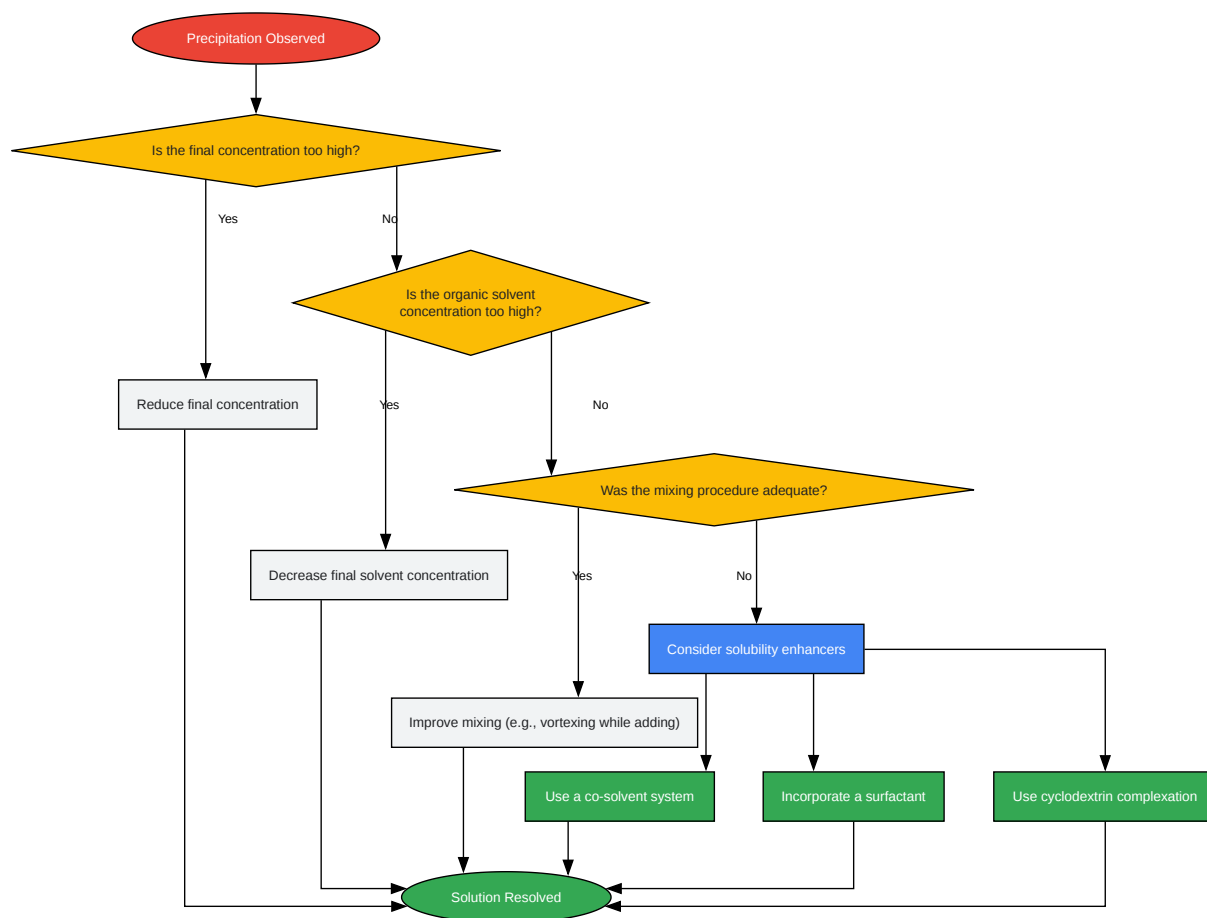 Precipitation Observed
Is the final concentration too high?
Yes
No
Is the organic solvent
concentration too high?
Reduce final concentration
Yes
No
Was the mixing procedure adequate?
Decrease final solvent concentration
Yes
No
Consider solubility enhancers
Improve mixing (e.g., vortexing while adding)
Use a co-solvent system
Incorporate a surfactant
Use cyclodextrin complexation
Solution Resolved